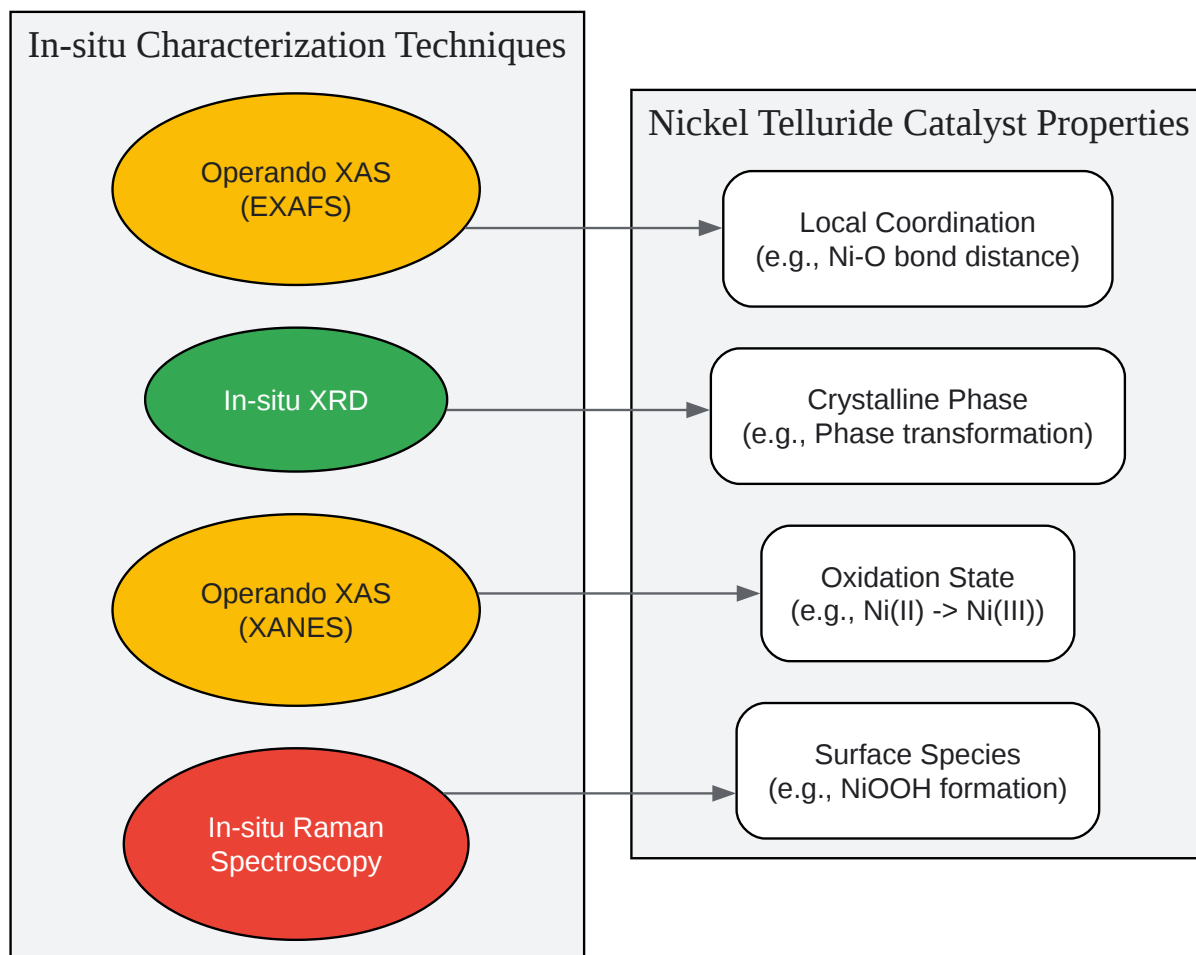 In-situ Characterization Techniques
Operando XAS
(EXAFS)
In-situ XRD
Operando XAS
(XANES)
In-situ Raman
Spectroscopy
Nickel Telluride Catalyst Properties
Local Coordination
(e.g., Ni-O bond distance)
Crystalline Phase
(e.g., Phase transformation)
Oxidation State
(e.g., Ni(II) -> Ni(III))
Surface Species
(e.g., NiOOH formation)